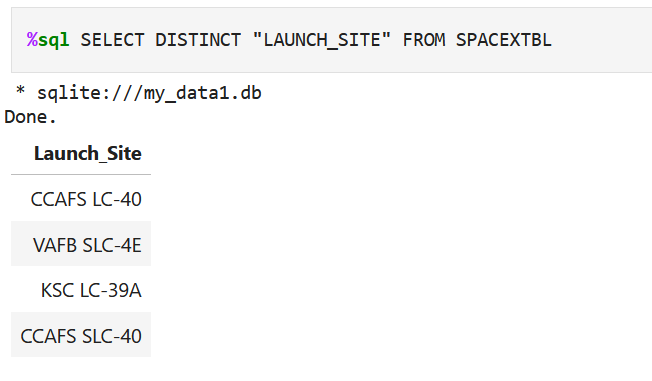 %sql SELECT DISTINCT "LAUNCH_SITE" FROM SPACEXTBL
* sqlite:///my_data1.db
Done.
Launch_Site
CCAFS LC-40
VAFB SLC-4E
KSC LC-39A
CCAFS SLC-40